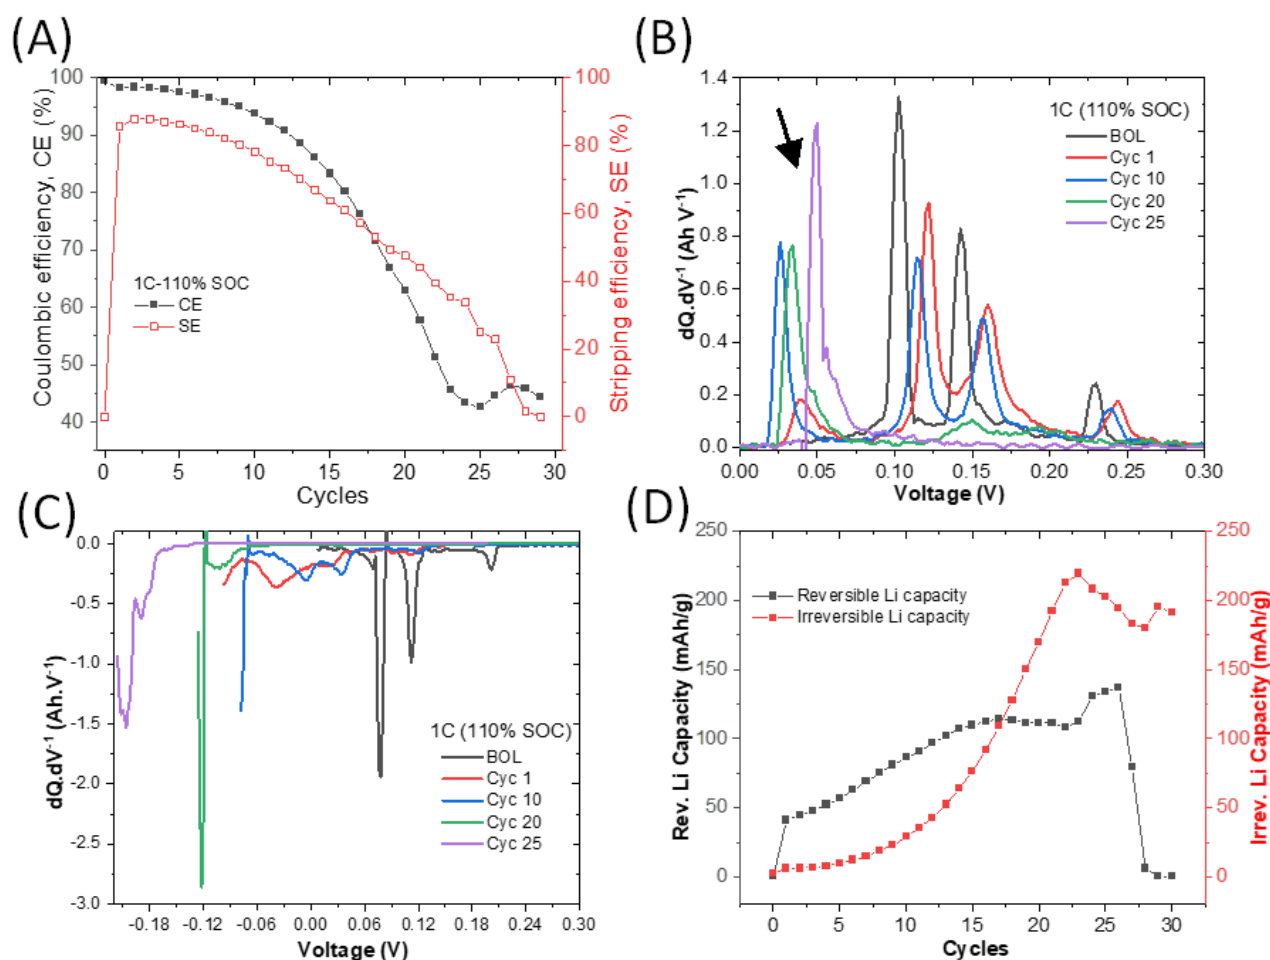 (A)
100
90
80
70
60
50
40
Coulombic efficiency, CE (%)
100
80
60
40
20
0
Stripping efficiency, SE (%)
1C-110% SOC
CE
SE
0 5 10 15 20 25 30
Cycles
(B)
1.4
1.2
1.0
0.8
0.6
0.4
0.2
0.0
dQ.dV⁻¹ (Ah V⁻¹)
1C (110% SOC)
BOL
Cyc 1
Cyc 10
Cyc 20
Cyc 25
0.00 0.05 0.10 0.15 0.20 0.25 0.30
Voltage (V)
(C)
0.0
-0.5
-1.0
-1.5
-2.0
-2.5
-3.0
dQ.dV⁻¹ (Ah.V⁻¹)
1C (110% SOC)
BOL
Cyc 1
Cyc 10
Cyc 20
Cyc 25
-0.18 -0.12 -0.06 0.00 0.06 0.12 0.18 0.24 0.30
Voltage (V)
(D)
250
200
150
100
50
0
Rev. Li Capacity (mAh/g)
Reversible Li capacity
Irreversible Li capacity
250
200
150
100
50
0
Irrev. Li Capacity (mAh/g)
0 5 10 15 20 25 30
Cycles